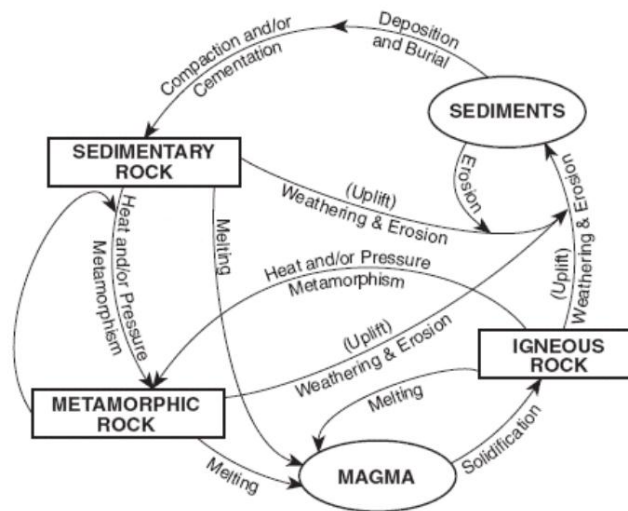 Deposition
and Burial
Compaction and/or
Cementation
SEDIMENTS
SEDIMENTARY
ROCK
Erosion
(Uplift)
Weathering & Erosion
(Uplift)
Weathering & Erosion
Heat and/or Pressure
Metamorphism
Melting
Heat and/or Pressure
Metamorphism
(Uplift)
Weathering & Erosion
IGNEOUS
ROCK
METAMORPHIC
ROCK
Melting
Melting
MAGMA
Solidification